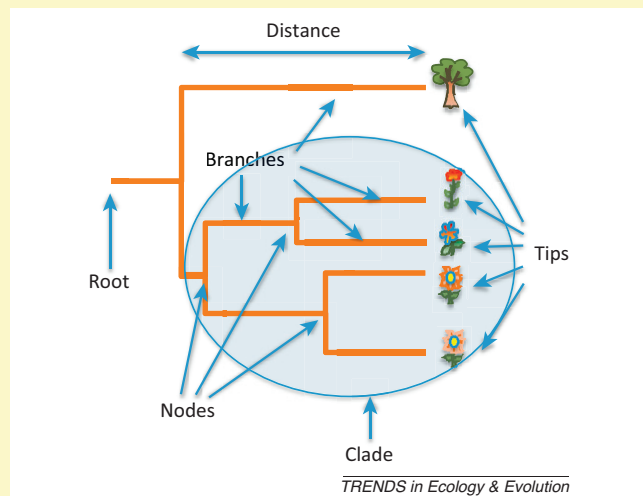 Distance
Branches
Root
Tips
Nodes
Clade
TRENDS in Ecology & Evolution